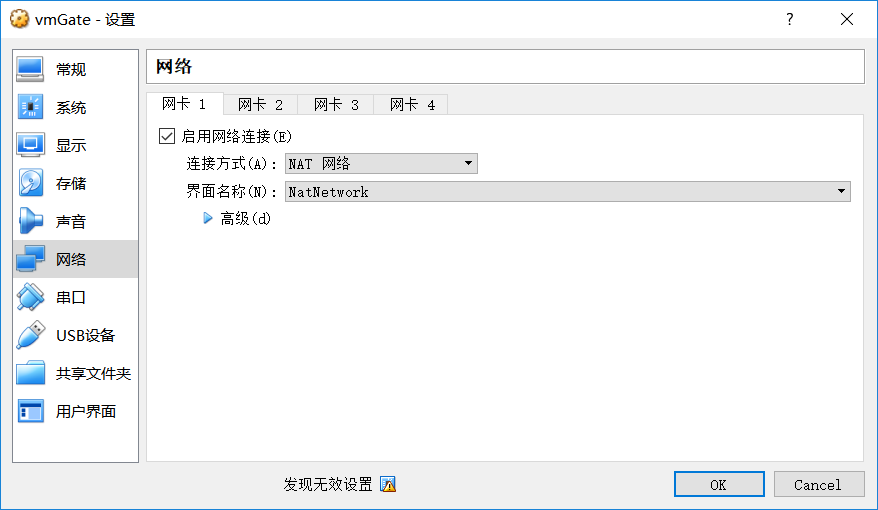 vmGate - 设置
常规
系统
显示
存储
声音
网络
串口
USB设备
共享文件夹
用户界面
网络
网卡 1 网卡 2 网卡 3 网卡 4
启用网络连接(E)
连接方式(A): NAT 网络
界面名称(N): NatNetwork
高级(d)
发现无效设置
OK Cancel